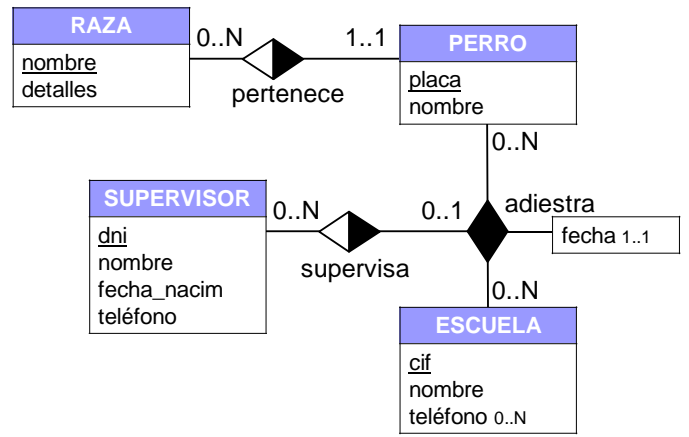 RAZA
nombre
detalles
0..N
1..1
pertenece
PERRO
placa
nombre
0..N
SUPERVISOR
dni
nombre
fecha_nacim
teléfono
0..N
0..1
supervisa
adiestra
fecha 1..1
0..N
ESCUELA
cif
nombre
teléfono 0..N